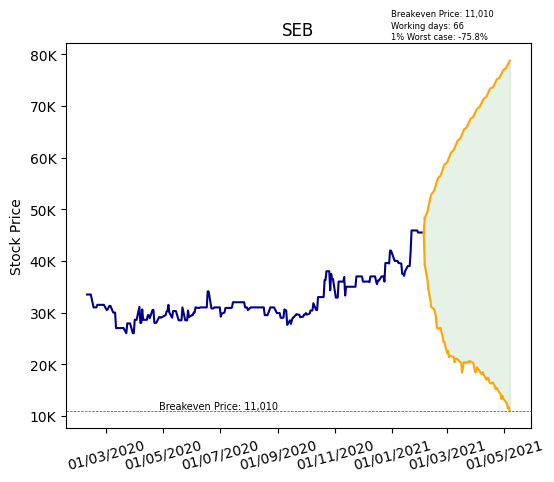 Breakeven Price: 11,010
Working days: 66
1% Worst case: -75.8%
SEB
80K
70K
60K
50K
40K
30K
20K
10K
Stock Price
Breakeven Price: 11,010
01/03/2020
01/05/2020
01/07/2020
01/09/2020
01/11/2020
01/01/2021
01/03/2021
01/05/2021